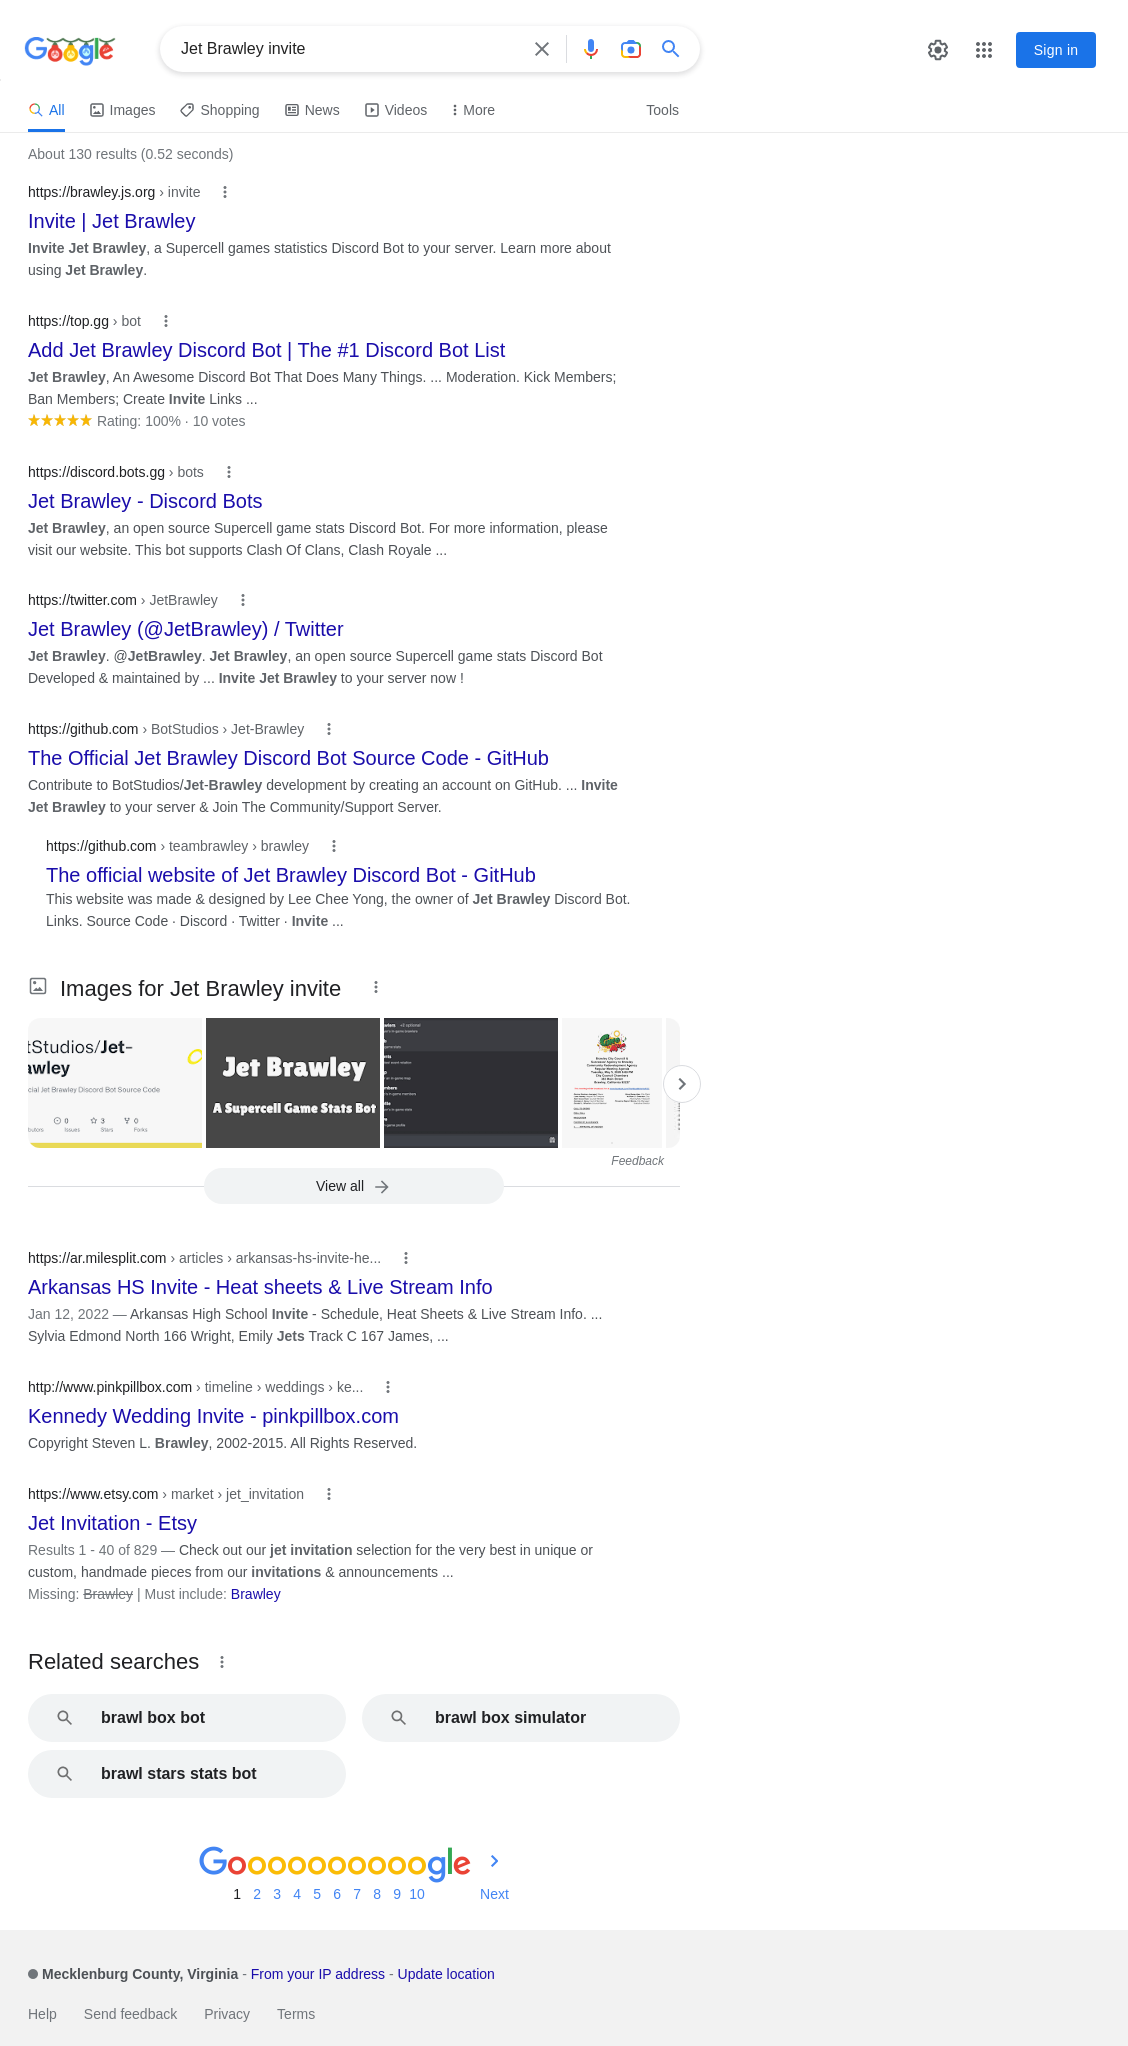 Google
Jet Brawley invite
Sign in
All Images Shopping News Videos More Tools
About 130 results (0.52 seconds)
https://brawley.js.org › invite
Invite | Jet Brawley
Invite Jet Brawley, a Supercell games statistics Discord Bot to your server. Learn more about
using Jet Brawley.
https://top.gg › bot
Add Jet Brawley Discord Bot | The #1 Discord Bot List
Jet Brawley, An Awesome Discord Bot That Does Many Things. ... Moderation. Kick Members;
Ban Members; Create Invite Links ...
Rating: 100% · 10 votes
https://discord.bots.gg › bots
Jet Brawley - Discord Bots
Jet Brawley, an open source Supercell game stats Discord Bot. For more information, please
visit our website. This bot supports Clash Of Clans, Clash Royale ...
https://twitter.com › JetBrawley
Jet Brawley (@JetBrawley) / Twitter
Jet Brawley. @JetBrawley. Jet Brawley, an open source Supercell game stats Discord Bot
Developed & maintained by ... Invite Jet Brawley to your server now !
https://github.com › BotStudios › Jet-Brawley
The Official Jet Brawley Discord Bot Source Code - GitHub
Contribute to BotStudios/Jet-Brawley development by creating an account on GitHub. ... Invite
Jet Brawley to your server & Join The Community/Support Server.
https://github.com › teambrawley › brawley
The official website of Jet Brawley Discord Bot - GitHub
This website was made & designed by Lee Chee Yong, the owner of Jet Brawley Discord Bot.
Links. Source Code · Discord · Twitter · Invite ...
Images for Jet Brawley invite
tStudios/Jet-
awley
cial Jet Brawley Discord Bot Source Code
0 3 0
butors Issues Stars Forks
Jet Brawley
A Supercell Game Stats Bot
Feedback
View all
https://ar.milesplit.com › articles › arkansas-hs-invite-he...
Arkansas HS Invite - Heat sheets & Live Stream Info
Jan 12, 2022 — Arkansas High School Invite - Schedule, Heat Sheets & Live Stream Info. ...
Sylvia Edmond North 166 Wright, Emily Jets Track C 167 James, ...
http://www.pinkpillbox.com › timeline › weddings › ke...
Kennedy Wedding Invite - pinkpillbox.com
Copyright Steven L. Brawley, 2002-2015. All Rights Reserved.
https://www.etsy.com › market › jet_invitation
Jet Invitation - Etsy
Results 1 - 40 of 829 — Check out our jet invitation selection for the very best in unique or
custom, handmade pieces from our invitations & announcements ...
Missing: Brawley | Must include: Brawley
Related searches
brawl box bot
brawl box simulator
brawl stars stats bot
Goooooooooogle
1 2 3 4 5 6 7 8 9 10 Next
Mecklenburg County, Virginia - From your IP address - Update location
Help Send feedback Privacy Terms